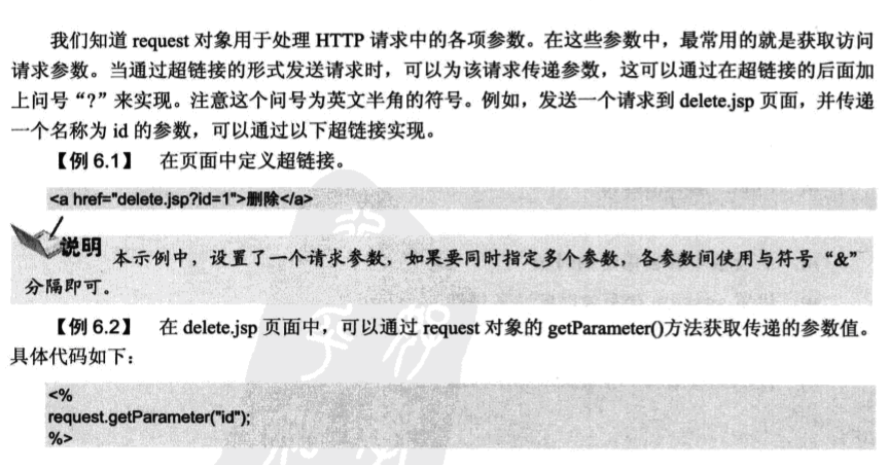 我们知道 request 对象用于处理 HTTP 请求中的各项参数。在这些参数中，最常用的就是获取访问
请求参数。当通过超链接的形式发送请求时，可以为该请求传递参数，这可以通过在超链接的后面加
上问号“?”来实现。注意这个问号为英文半角的符号。例如，发送一个请求到 delete.jsp 页面，并传递
一个名称为 id 的参数，可以通过以下超链接实现。
【例 6.1】 在页面中定义超链接。
<a href="delete.jsp?id=1">删除</a>
说明
本示例中，设置了一个请求参数，如果要同时指定多个参数，各参数间使用与符号“&”
分隔即可。
【例 6.2】 在 delete.jsp 页面中，可以通过 request 对象的 getParameter()方法获取传递的参数值。
具体代码如下：
<%
request.getParameter("id");
%>